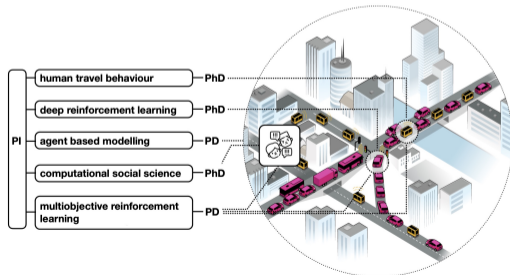 PI
human travel behaviour
PhD
deep reinforcement learning
PhD
agent based modelling
PD
computational social science
PhD
multiobjective reinforcement
learning
PD